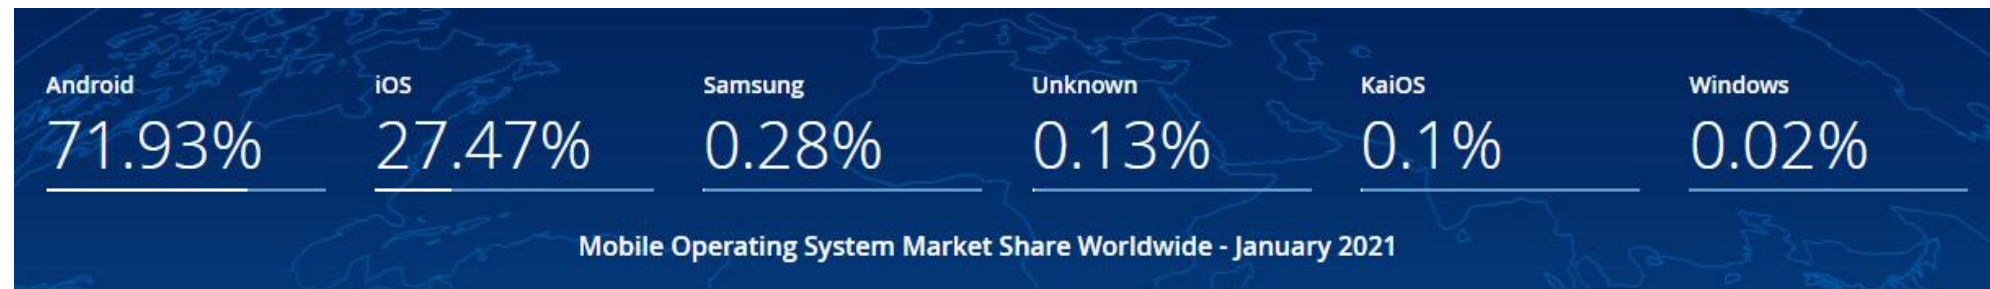 Android iOS Samsung Unknown KaiOS Windows
71.93% 27.47% 0.28% 0.13% 0.1% 0.02%
Mobile Operating System Market Share Worldwide - January 2021